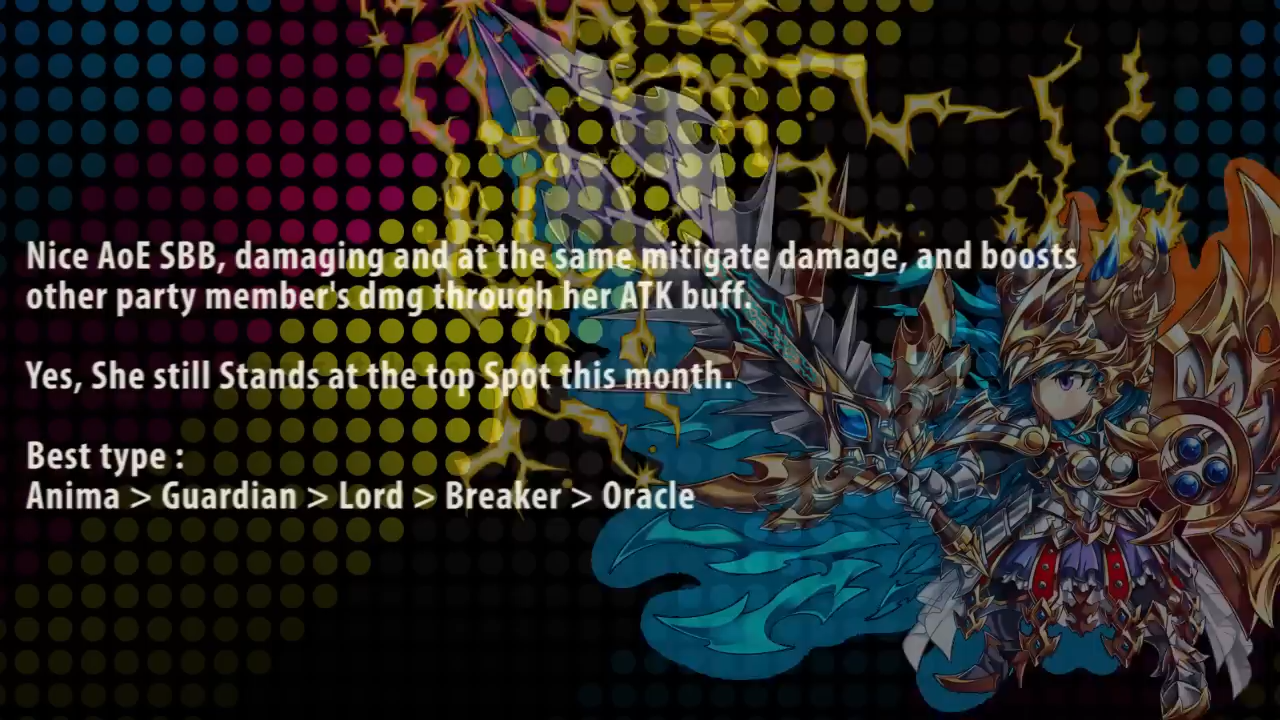 Nice AoE SBB, damaging and at the same mitigate damage, and boosts
other party member's dmg through her ATK buff.
Yes, She still Stands at the top Spot this month.
Best type :
Anima > Guardian > Lord > Breaker > Oracle